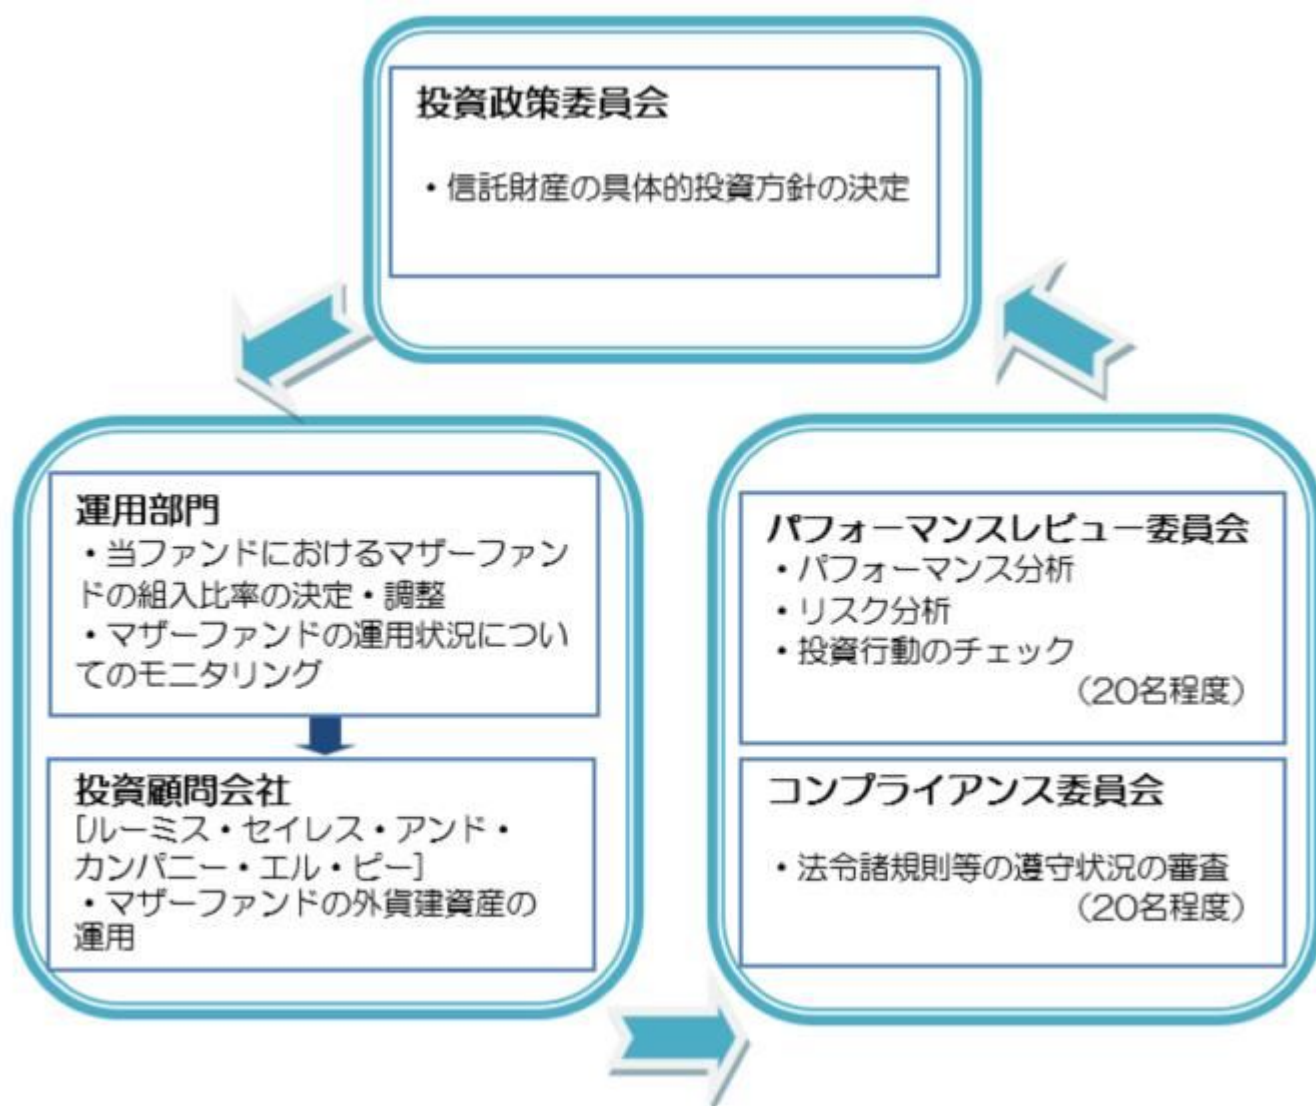 投資政策委員会
・信託財産の具体的投資方針の決定
運用部門
・当ファンドにおけるマザーファン
ドの組入比率の決定・調整
・マザーファンドの運用状況につい
てのモニタリング
投資顧問会社
[ルーミス・セイレス・アンド・
カンパニー・エル・ピー]
・マザーファンドの外貨建資産の
運用
パフォーマンスレビュー委員会
・パフォーマンス分析
・リスク分析
・投資行動のチェック
（20名程度）
コンプライアンス委員会
・法令諸規則等の遵守状況の審査
（20名程度）